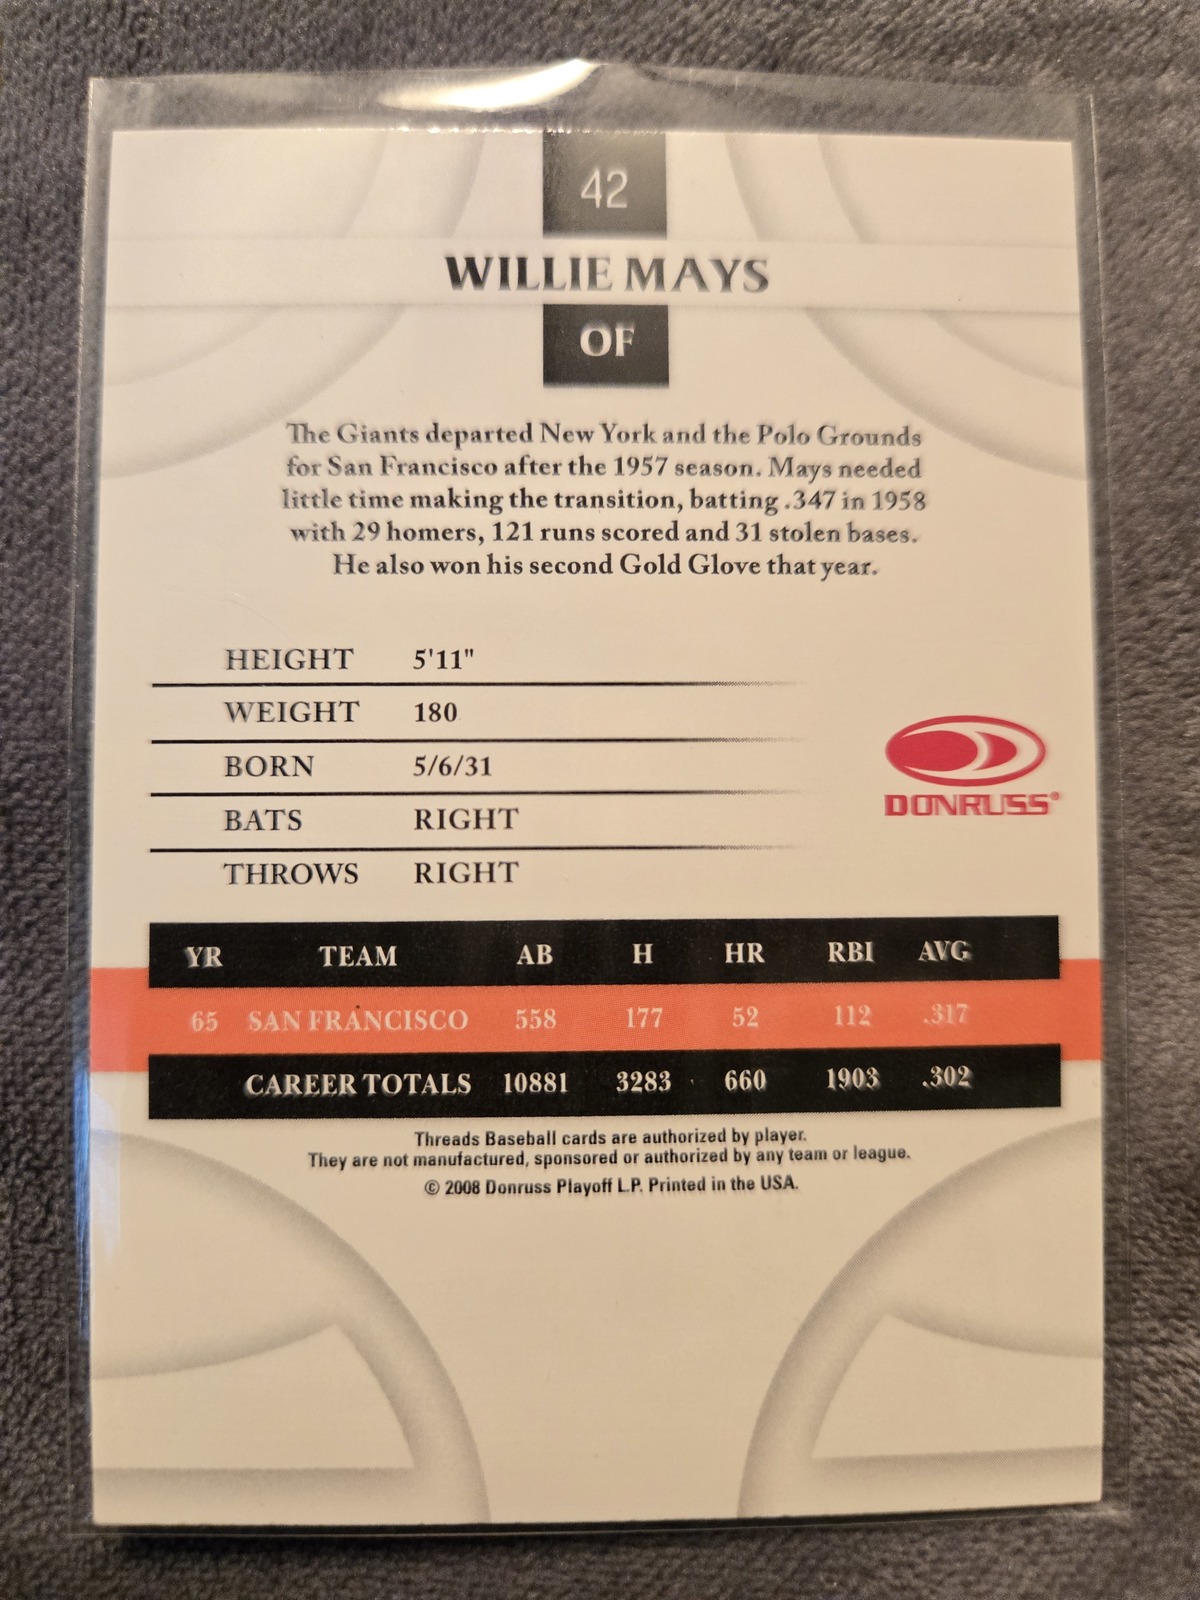 42
WILLIE MAYS
OF
The Giants departed New York and the Polo Grounds
for San Francisco after the 1957 season. Mays needed
little time making the transition, batting .347 in 1958
with 29 homers, 121 runs scored and 31 stolen bases.
He also won his second Gold Glove that year.
HEIGHT 5'11"
WEIGHT 180
BORN 5/6/31
BATS RIGHT
THROWS RIGHT
DONRUSS®
YR TEAM AB H HR RBI AVG
65 SAN FRANCISCO 558 177 52 112 .317
CAREER TOTALS 10881 3283 660 1903 .302
Threads Baseball cards are authorized by player.
They are not manufactured, sponsored or authorized by any team or league.
© 2008 Donruss Playoff L.P. Printed in the USA.